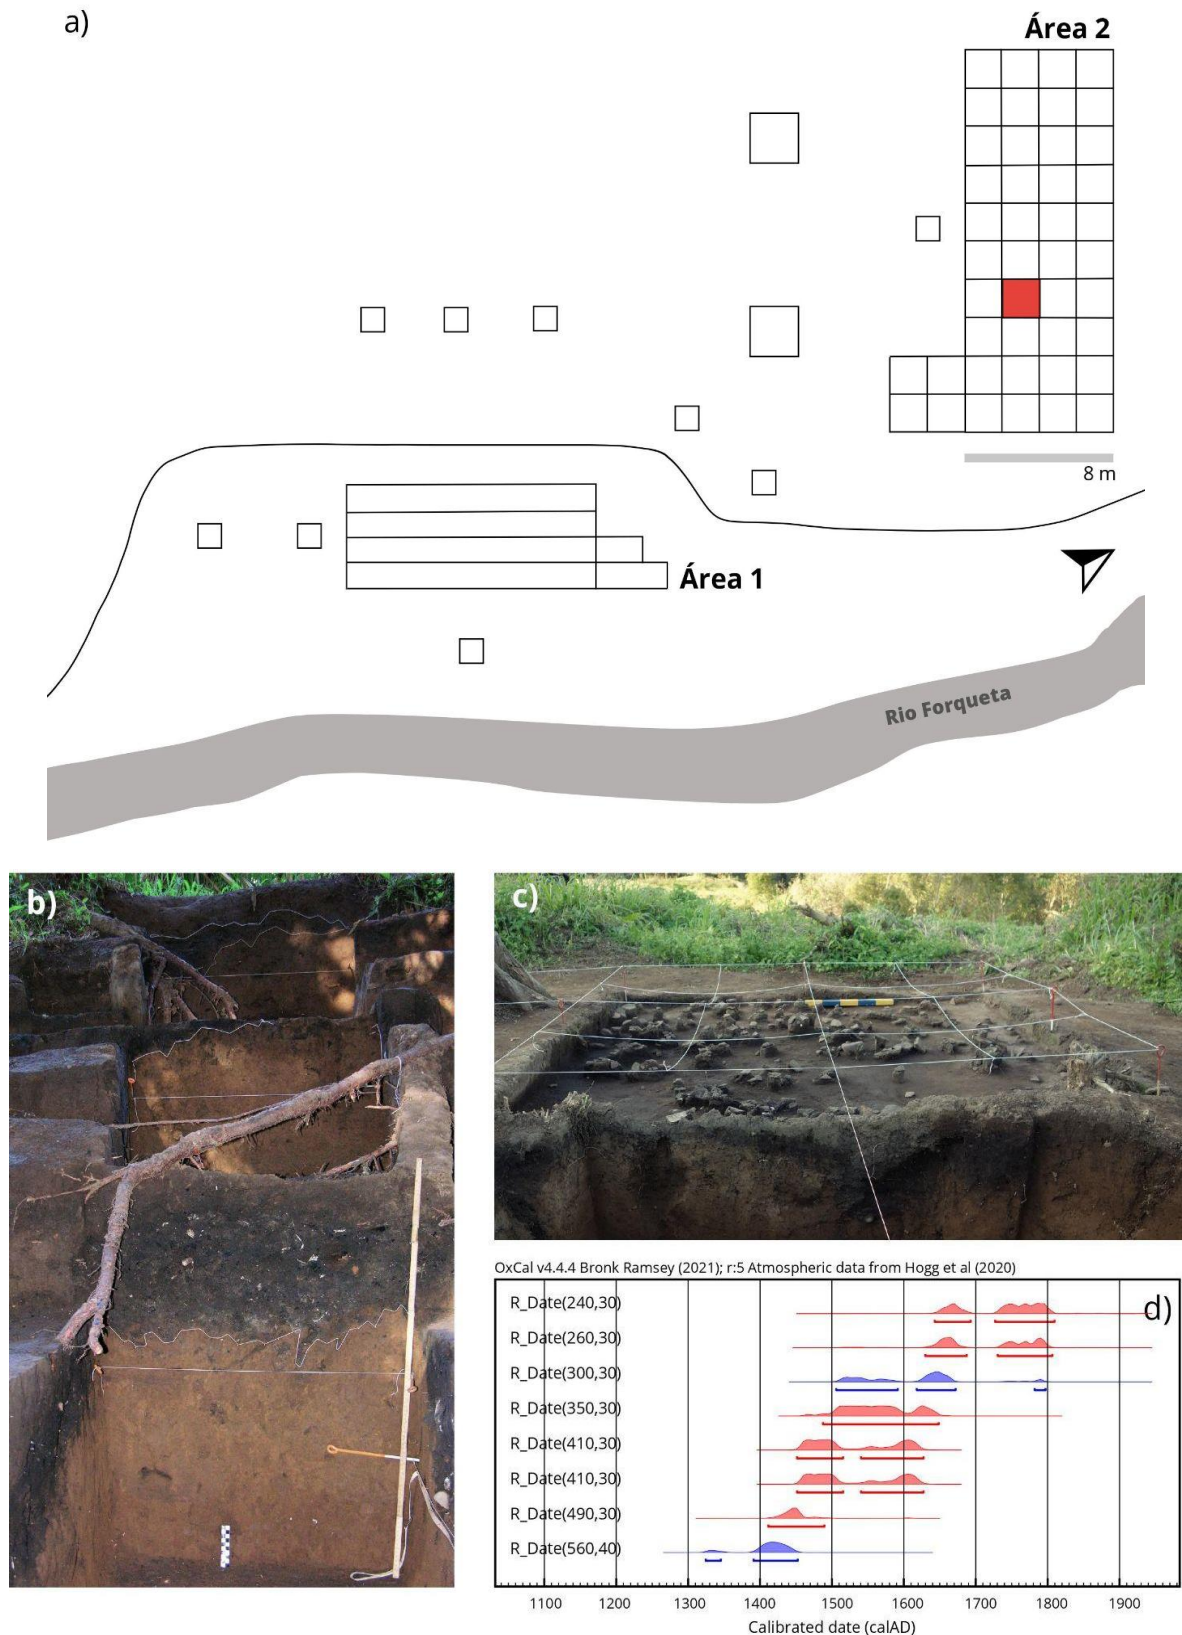 a)
Área 2
8 m
Área 1
Rio Forqueta
b)
c)
OxCal v4.4.4 Bronk Ramsey (2021); r:5 Atmospheric data from Hogg et al (2020)
d)
R_Date(240,30)
R_Date(260,30)
R_Date(300,30)
R_Date(350,30)
R_Date(410,30)
R_Date(410,30)
R_Date(490,30)
R_Date(560,40)
1100 1200 1300 1400 1500 1600 1700 1800 1900
Calibrated date (calAD)